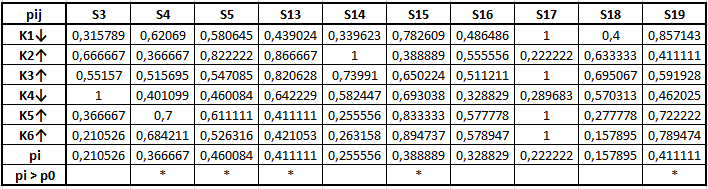 pij S3 S4 S5 S13 S14 S15 S16 S17 S18 S19
K1↓ 0,315789 0,62069 0,580645 0,439024 0,339623 0,782609 0,486486 1 0,4 0,857143
K2↑ 0,666667 0,366667 0,822222 0,866667 1 0,388889 0,555556 0,222222 0,633333 0,411111
K3↑ 0,55157 0,515695 0,547085 0,820628 0,73991 0,650224 0,511211 1 0,695067 0,591928
K4↓ 1 0,401099 0,460084 0,642229 0,582447 0,693038 0,328829 0,289683 0,570313 0,462025
K5↑ 0,366667 0,7 0,611111 0,411111 0,255556 0,833333 0,577778 1 0,277778 0,722222
K6↑ 0,210526 0,684211 0,526316 0,421053 0,263158 0,894737 0,578947 1 0,157895 0,789474
pi 0,210526 0,366667 0,460084 0,411111 0,255556 0,388889 0,328829 0,222222 0,157895 0,411111
pi > p0 * * * * *